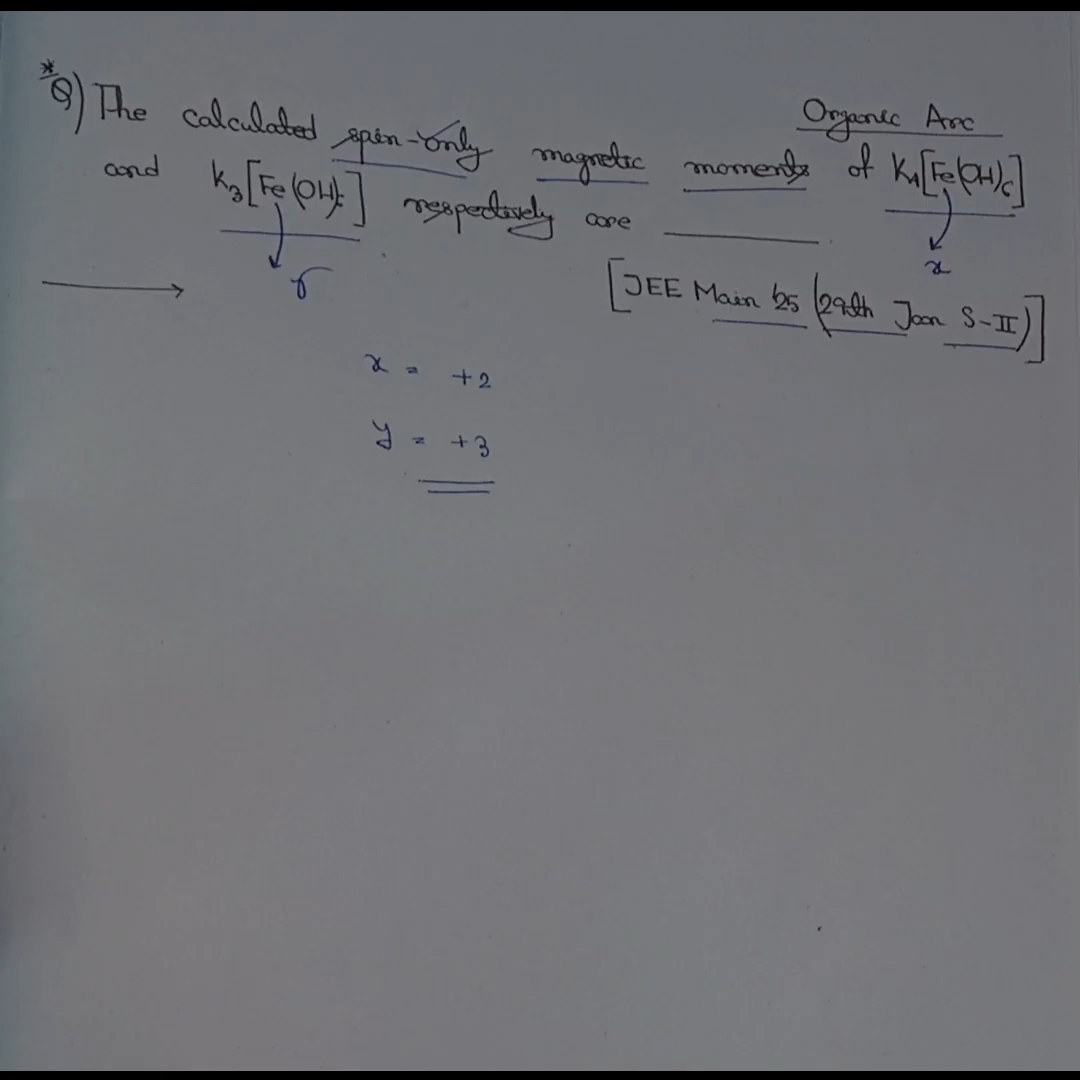 Organic Arc
*Q) The calculated spin-only magnetic moments of K4[Fe(OH)6]
and K3[Fe(OH)6] respectively are ______.
x
γ
[JEE Main '25 (29th Jan S-II)]
x = +2
y = +3